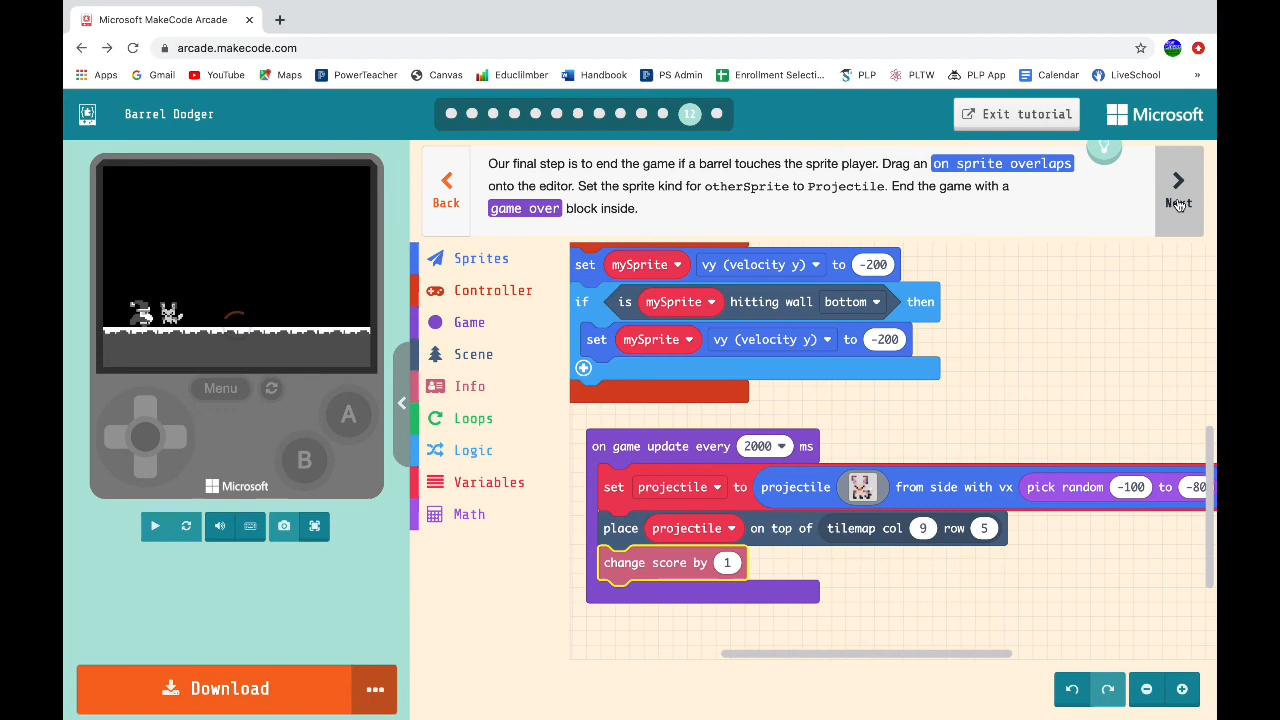 Microsoft MakeCode Arcade
arcade.makecode.com
Apps Gmail YouTube Maps PowerTeacher Canvas Educlimber Handbook PS Admin Enrollment Selecti... PLP PLTW PLP App Calendar LiveSchool »
Barrel Dodger
12
Exit tutorial
Microsoft
Back
Our final step is to end the game if a barrel touches the sprite player. Drag an on sprite overlaps
onto the editor. Set the sprite kind for otherSprite to Projectile. End the game with a
game over block inside.
Next
Sprites
Controller
Game
Scene
Info
Loops
Logic
Variables
Math
set mySprite vy (velocity y) to -200
if is mySprite hitting wall bottom then
set mySprite vy (velocity y) to -200
on game update every 2000 ms
set projectile to projectile from side with vx pick random -100 to -80
place projectile on top of tilemap col 9 row 5
change score by 1
Menu
A
B
Microsoft
Download